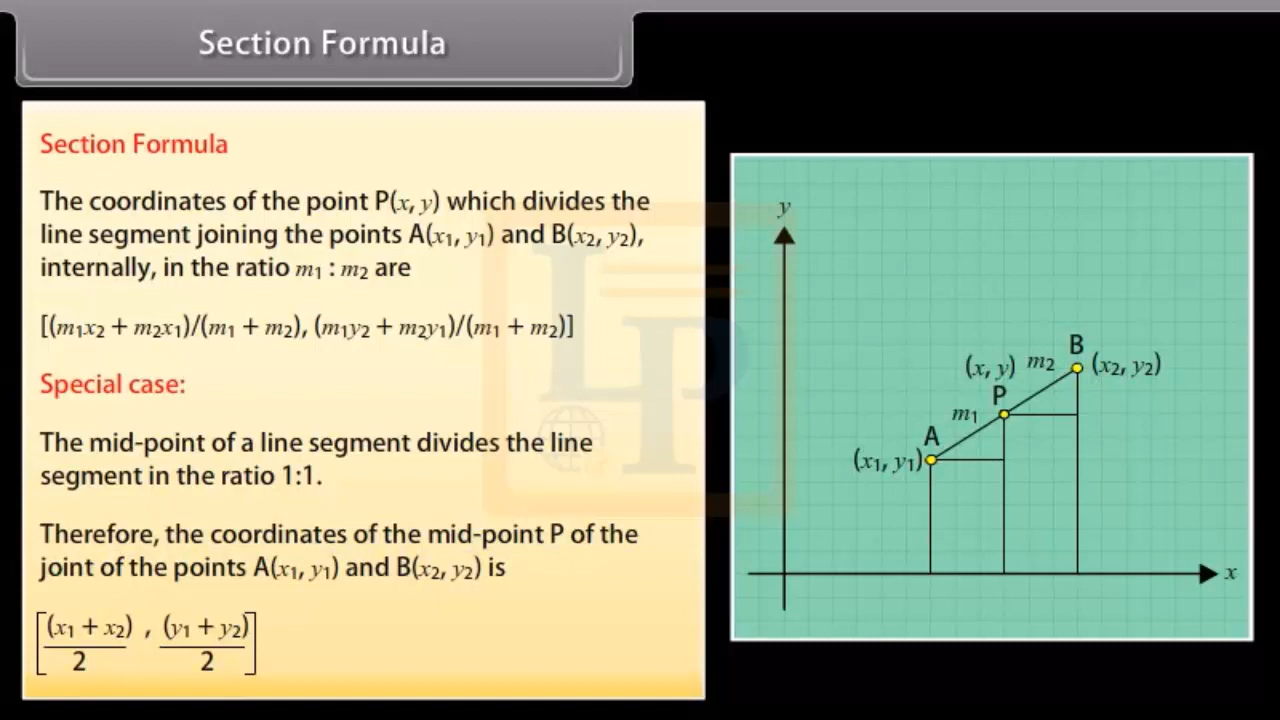 Section Formula
Section Formula
The coordinates of the point P(x, y) which divides the
line segment joining the points A(x₁, y₁) and B(x₂, y₂),
internally, in the ratio m₁ : m₂ are
[(m₁x₂ + m₂x₁)/(m₁ + m₂), (m₁y₂ + m₂y₁)/(m₁ + m₂)]
Special case:
The mid-point of a line segment divides the line
segment in the ratio 1:1.
Therefore, the coordinates of the mid-point P of the
joint of the points A(x₁, y₁) and B(x₂, y₂) is
[(x₁ + x₂)/2 , (y₁ + y₂)/2]
LP
y
B
(x, y) m₂ (x₂, y₂)
P
m₁
A
(x₁, y₁)
x